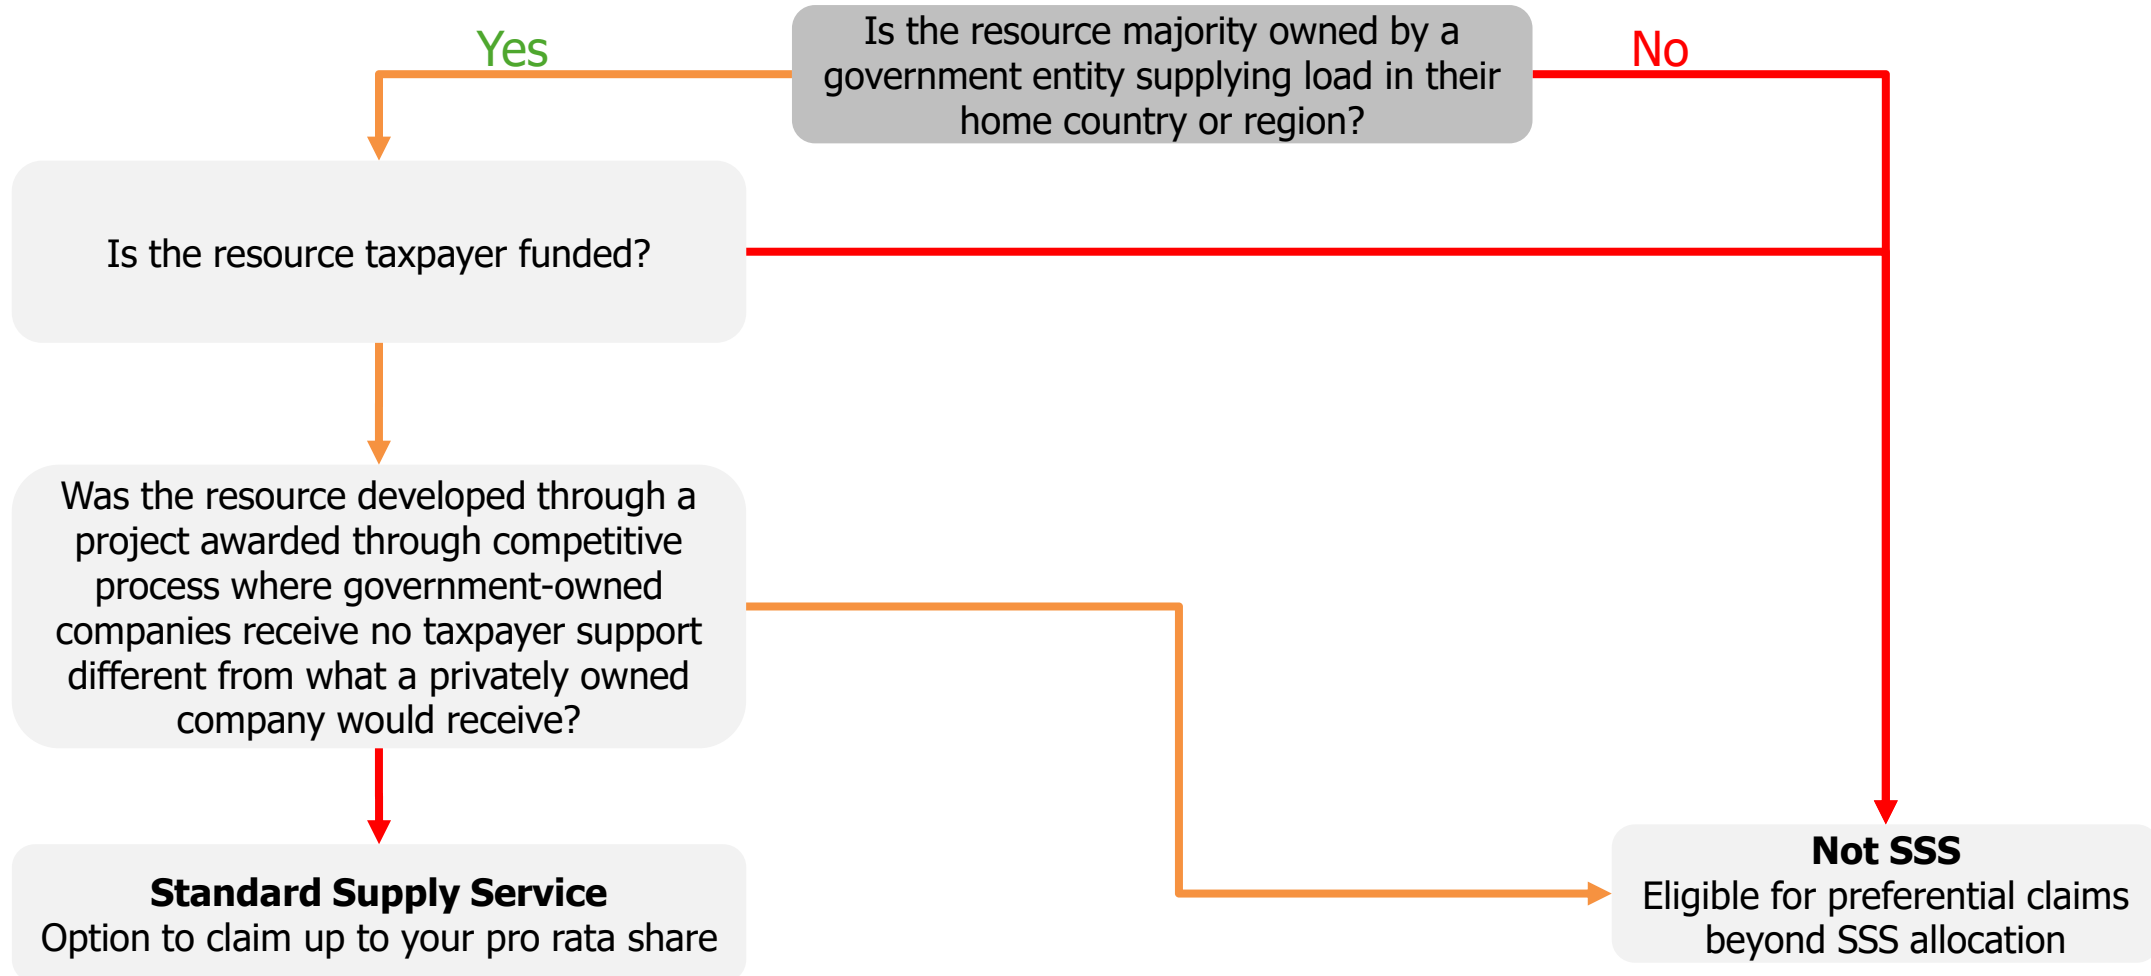 Yes
Is the resource majority owned by a
government entity supplying load in their
home country or region?
No
Is the resource taxpayer funded?
Was the resource developed through a
project awarded through competitive
process where government-owned
companies receive no taxpayer support
different from what a privately owned
company would receive?
Standard Supply Service
Option to claim up to your pro rata share
Not SSS
Eligible for preferential claims
beyond SSS allocation